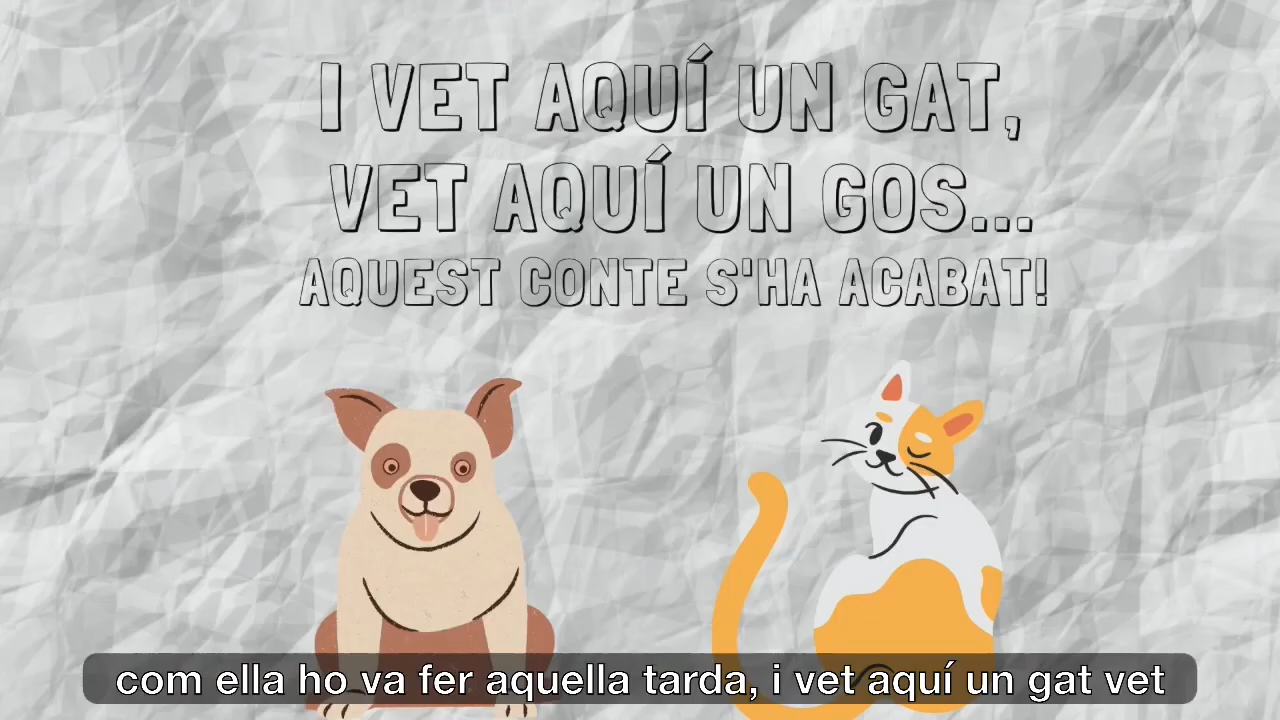 I VET AQUÍ UN GAT,
VET AQUÍ UN GOS...
AQUEST CONTE S'HA ACABAT!
com ella ho va fer aquella tarda, i vet aquí un gat vet